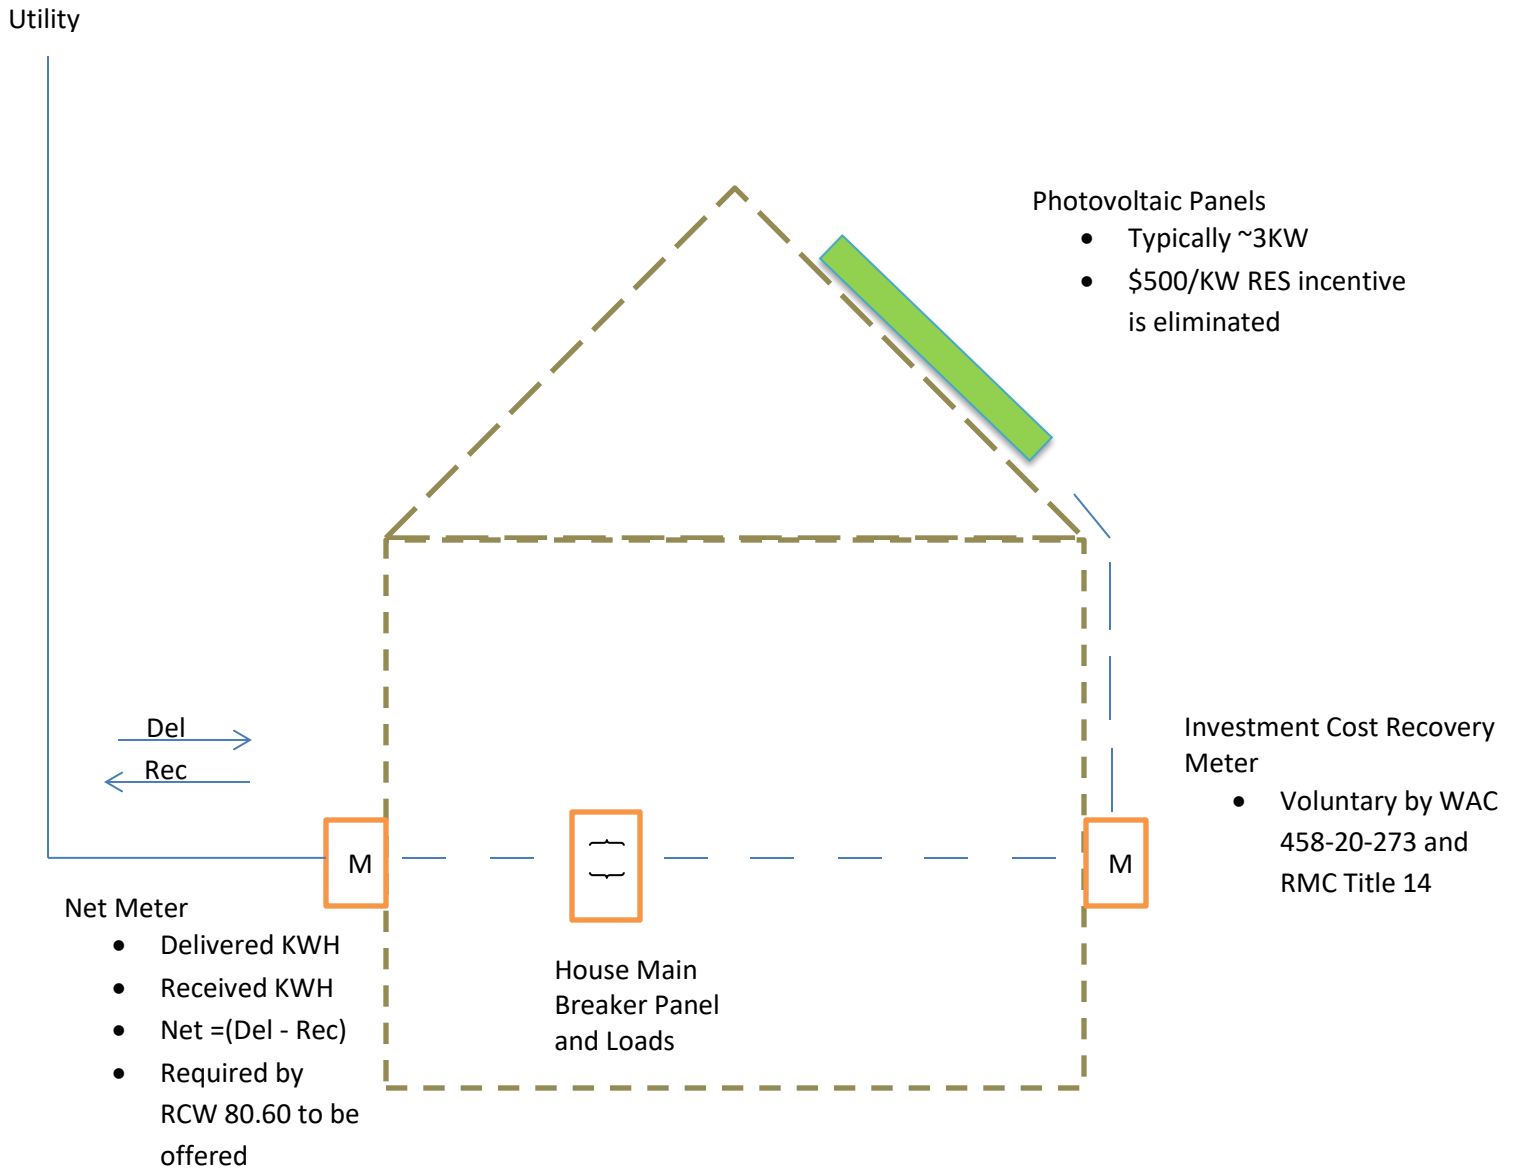 Utility
Photovoltaic Panels
• Typically ~3KW
• $500/KW RES incentive
is eliminated
Del
Rec
Investment Cost Recovery
Meter
• Voluntary by WAC
458-20-273 and
RMC Title 14
M
M
Net Meter
• Delivered KWH
• Received KWH
• Net =(Del - Rec)
• Required by
RCW 80.60 to be
offered
House Main
Breaker Panel
and Loads